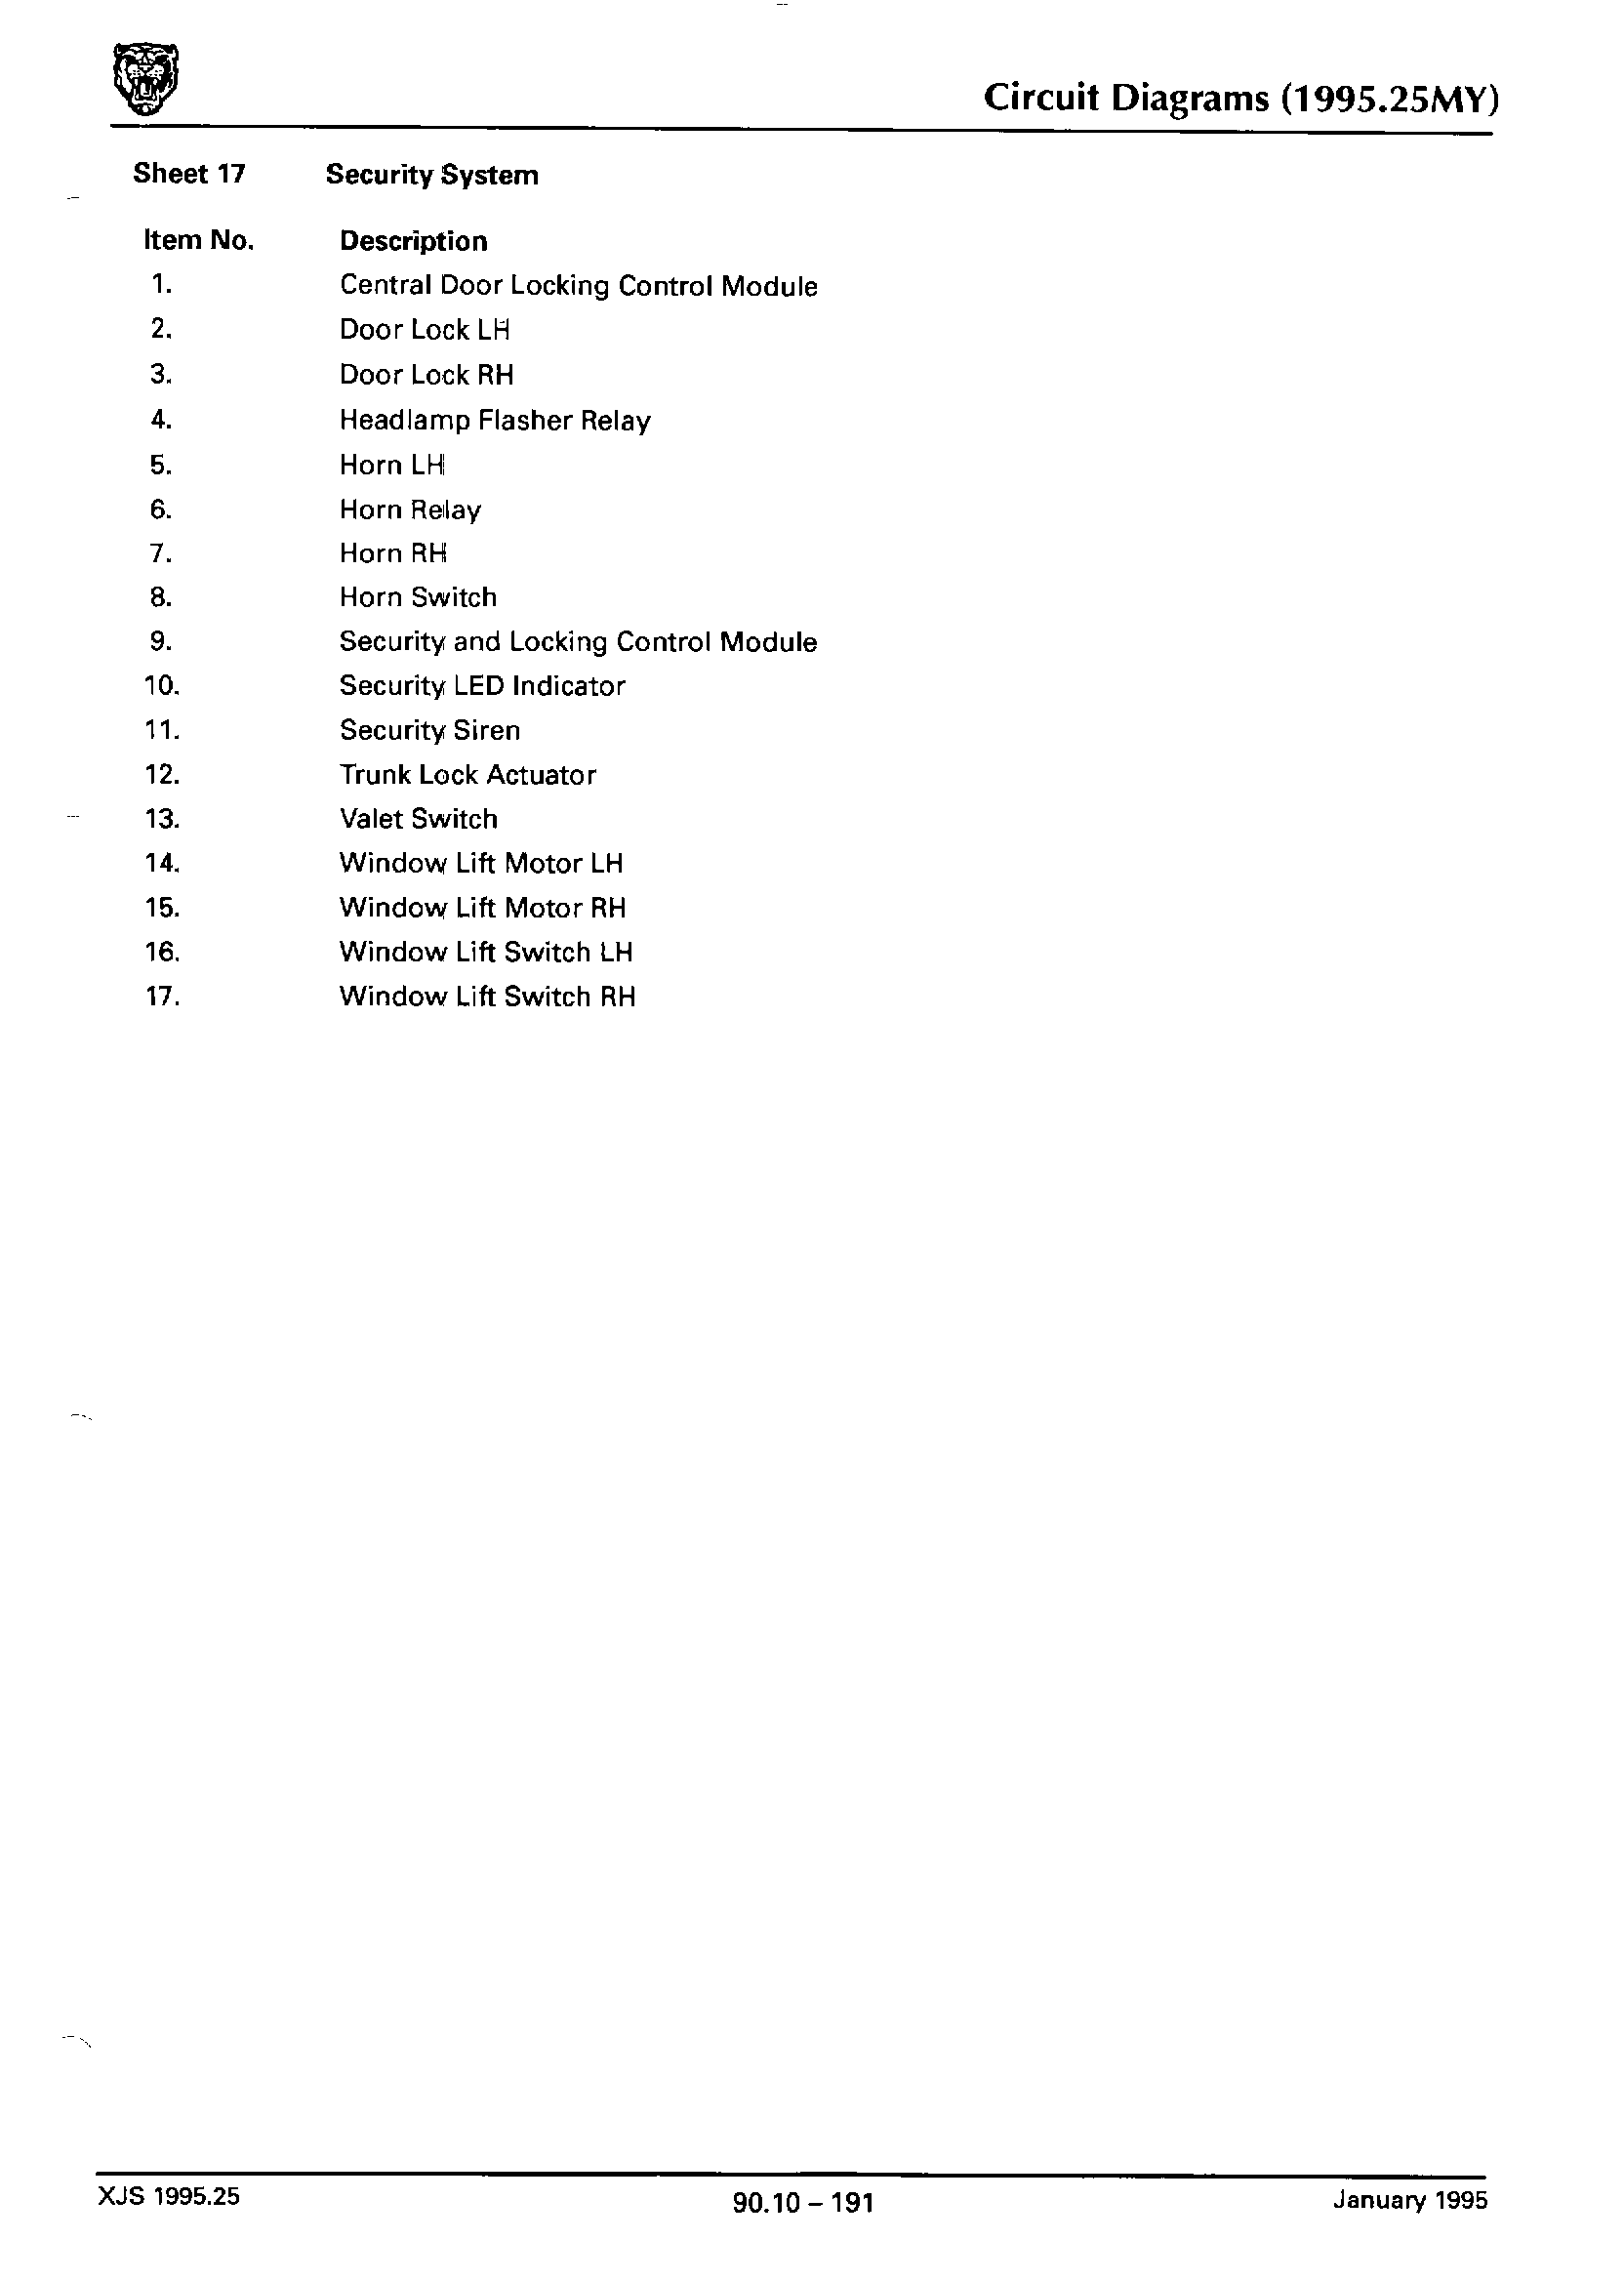 Circuit Diagrams (1995.25MY)
Sheet 17 Security System
Item No. Description
1. Central Door Locking Control Module
2. Door Lock LH
3. Door Lock RH
4. Headlamp Flasher Relay
5. Horn LH
6. Horn Relay
7. Horn RH
8. Horn Switch
9. Security and Locking Control Module
10. Security LED Indicator
11. Security Siren
12. Trunk Lock Actuator
13. Valet Switch
14. Window Lift Motor LH
15. Window Lift Motor RH
16. Window Lift Switch LH
17. Window Lift Switch RH
XJS 1995.25 90.10 – 191 January 1995